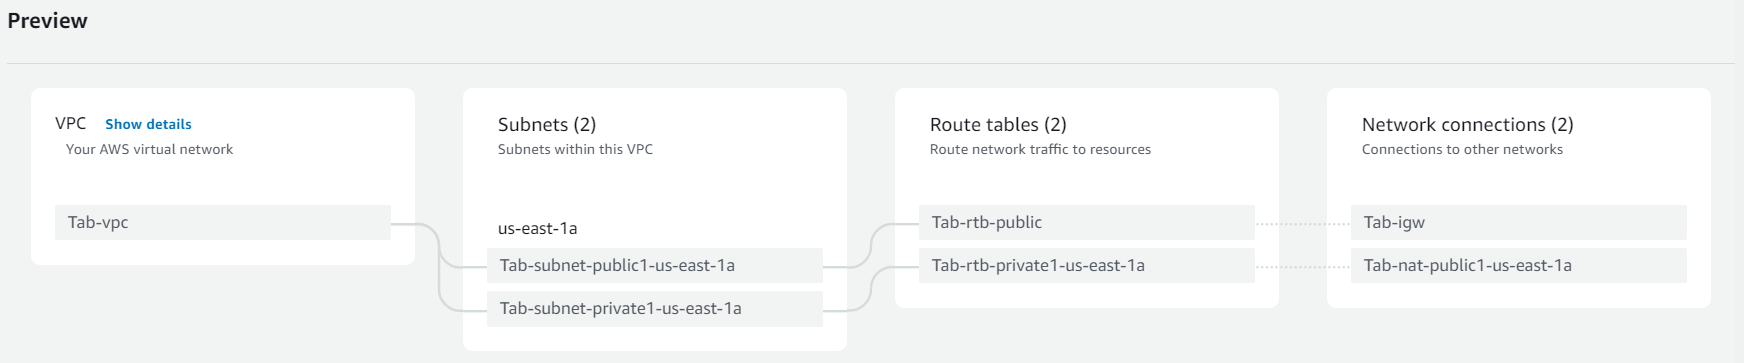 Preview
VPC Show details
Your AWS virtual network
Tab-vpc
Subnets (2)
Subnets within this VPC
us-east-1a
Tab-subnet-public1-us-east-1a
Tab-subnet-private1-us-east-1a
Route tables (2)
Route network traffic to resources
Tab-rtb-public
Tab-rtb-private1-us-east-1a
Network connections (2)
Connections to other networks
Tab-igw
Tab-nat-public1-us-east-1a